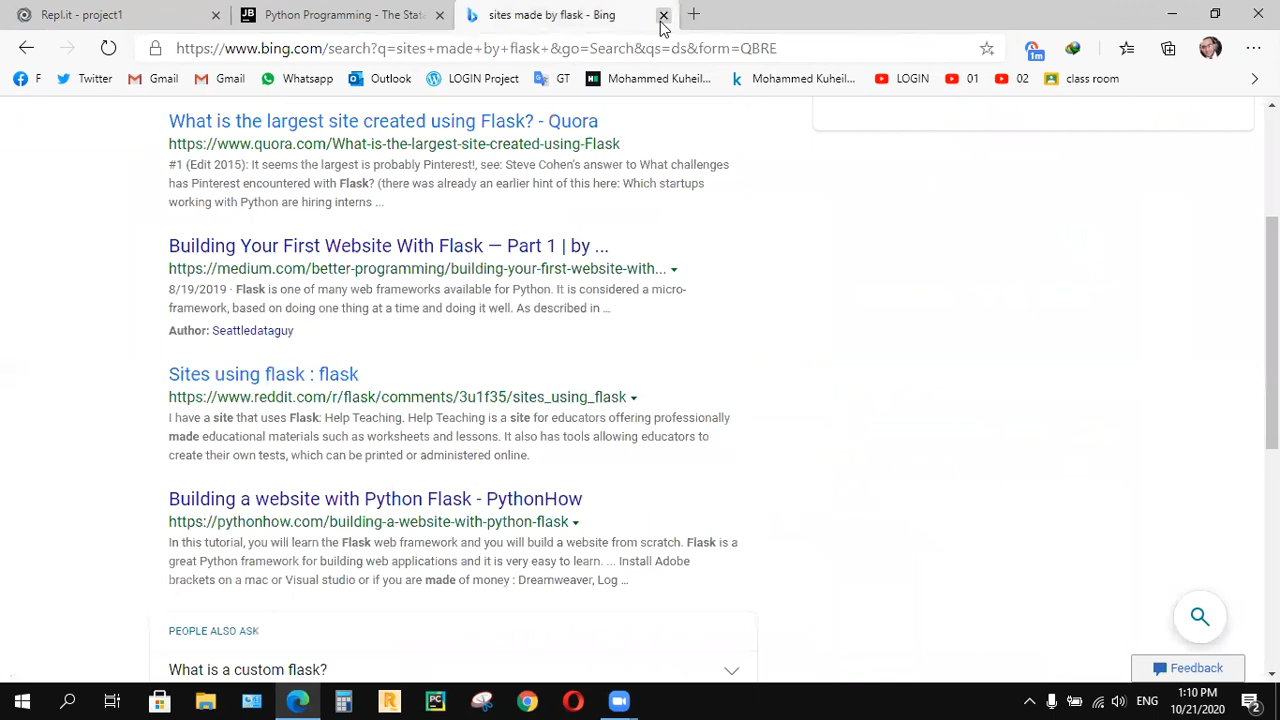 Repl.it - project1
Python Programming - The Stata
sites made by flask - Bing
https://www.bing.com/search?q=sites+made+by+flask+&go=Search&qs=ds&form=QBRE
1m
F
Twitter
Gmail
Gmail
Whatsapp
Outlook
LOGIN Project
GT
Mohammed Kuheil...
Mohammed Kuheil...
LOGIN
01
02
class room
What is the largest site created using Flask? - Quora
https://www.quora.com/What-is-the-largest-site-created-using-Flask
#1 (Edit 2015): It seems the largest is probably Pinterest!, see: Steve Cohen's answer to What challenges
has Pinterest encountered with Flask? (there was already an earlier hint of this here: Which startups
working with Python are hiring interns ...
Building Your First Website With Flask — Part 1 | by ...
https://medium.com/better-programming/building-your-first-website-with...
8/19/2019 · Flask is one of many web frameworks available for Python. It is considered a micro-
framework, based on doing one thing at a time and doing it well. As described in ...
Author: Seattledataguy
Sites using flask : flask
https://www.reddit.com/r/flask/comments/3u1f35/sites_using_flask
I have a site that uses Flask: Help Teaching. Help Teaching is a site for educators offering professionally
made educational materials such as worksheets and lessons. It also has tools allowing educators to
create their own tests, which can be printed or administered online.
Building a website with Python Flask - PythonHow
https://pythonhow.com/building-a-website-with-python-flask
In this tutorial, you will learn the Flask web framework and you will build a website from scratch. Flask is a
great Python framework for building web applications and it is very easy to learn. ... Install Adobe
brackets on a mac or Visual studio or if you are made of money : Dreamweaver, Log ...
PEOPLE ALSO ASK
What is a custom flask?
Feedback
ENG
1:10 PM
10/21/2020
2